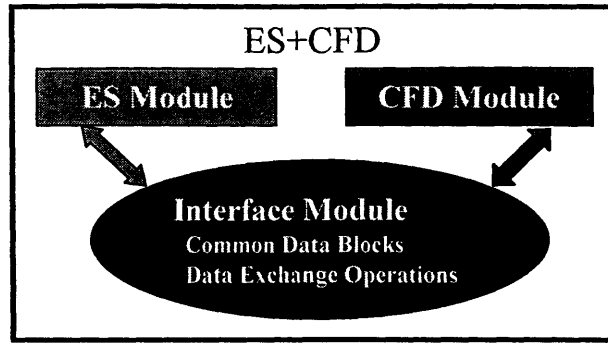 ES+CFD
ES Module
CFD Module
Interface Module
Common Data Blocks
Data Exchange Operations